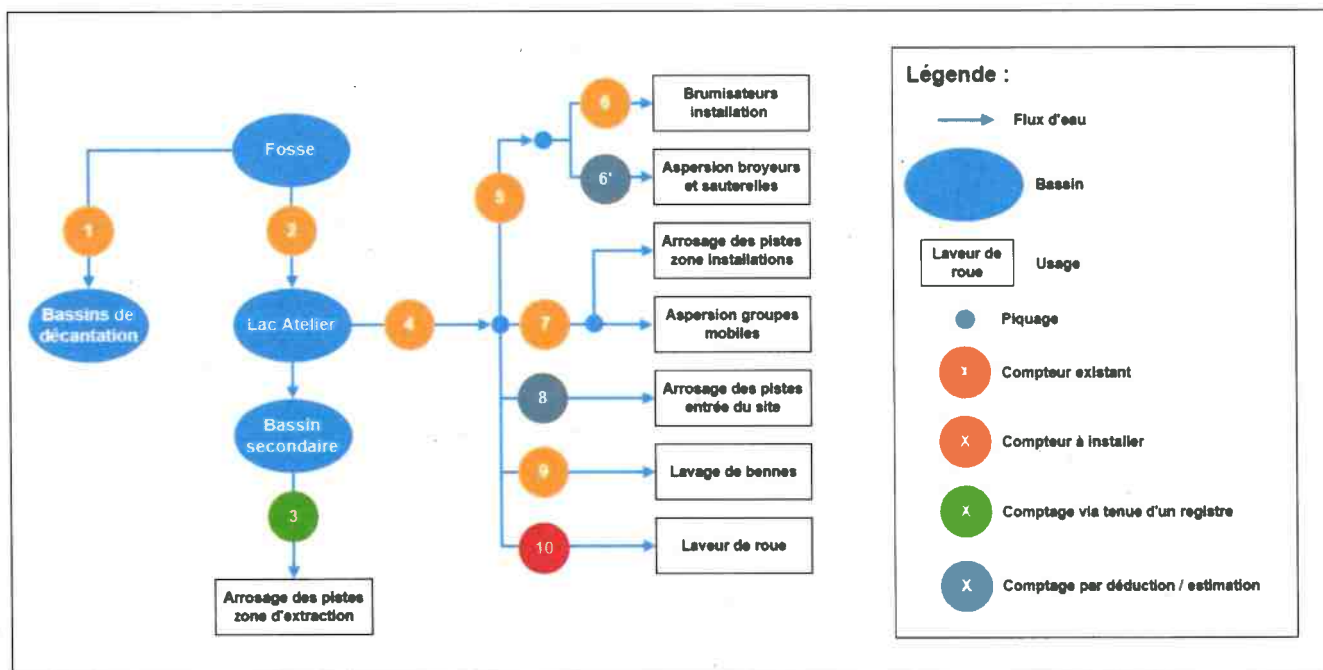 Fosse
1
2
Bassins de
décantation
Lac Atelier
4
Bassin
secondaire
3
Arrosage des pistes
zone d'extraction
5
6
Brumisateurs
installation
6'
Aspersion broyeurs
et sauterelles
Arrosage des pistes
zone installations
7
Aspersion groupes
mobiles
8
Arrosage des pistes
entrée du site
9
Lavage de bennes
10
Laveur de roue
Légende :
Flux d'eau
Bassin
Laveur de
roue
Usage
Piquage
x
Compteur existant
X
Compteur à installer
X
Comptage via tenue d'un registre
X
Comptage par déduction / estimation